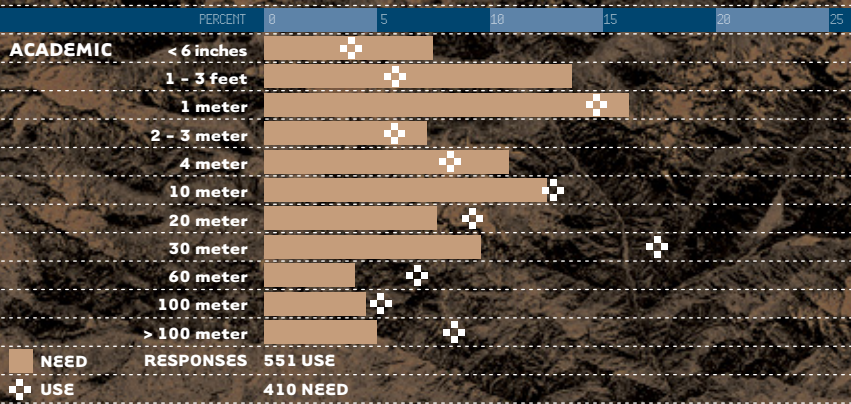 PERCENT 0 5 10 15 20 25
ACADEMIC < 6 inches
1 – 3 feet
1 meter
2 – 3 meter
4 meter
10 meter
20 meter
30 meter
60 meter
100 meter
> 100 meter
NEED RESPONSES 551 USE
USE 410 NEED